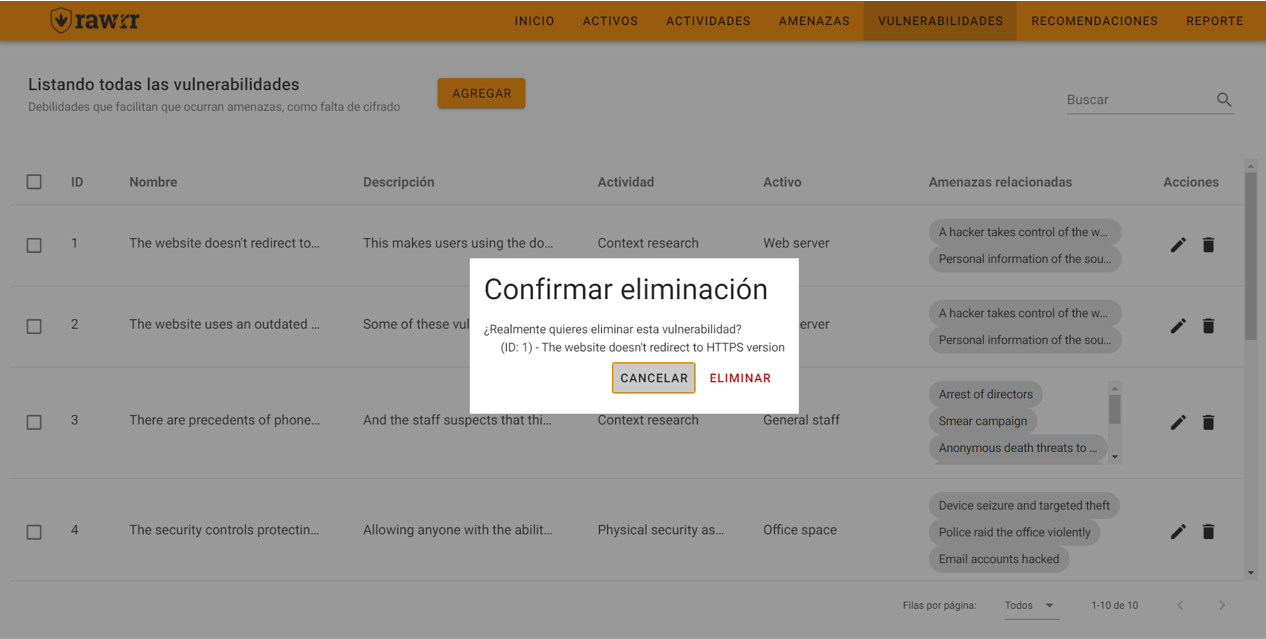 rawrr
INICIO ACTIVOS ACTIVIDADES AMENAZAS VULNERABILIDADES RECOMENDACIONES REPORTE
Listando todas las vulnerabilidades
Debilidades que facilitan que ocurran amenazas, como falta de cifrado
AGREGAR
Buscar
ID Nombre Descripción Actividad Activo Amenazas relacionadas Acciones
1 The website doesn't redirect to... This makes users using the do... Context research Web server
A hacker takes control of the w...
Personal information of the sou...
2 The website uses an outdated ... Some of these vul erver
A hacker takes control of the w...
Personal information of the sou...
Confirmar eliminación
¿Realmente quieres eliminar esta vulnerabilidad?
(ID: 1) - The website doesn't redirect to HTTPS version
CANCELAR ELIMINAR
3 There are precedents of phone... And the staff suspects that thi... Context research General staff
Arrest of directors
Smear campaign
Anonymous death threats to ...
4 The security controls protectin... Allowing anyone with the abilit... Physical security as... Office space
Device seizure and targeted theft
Police raid the office violently
Email accounts hacked
Filas por página: Todos 1-10 de 10